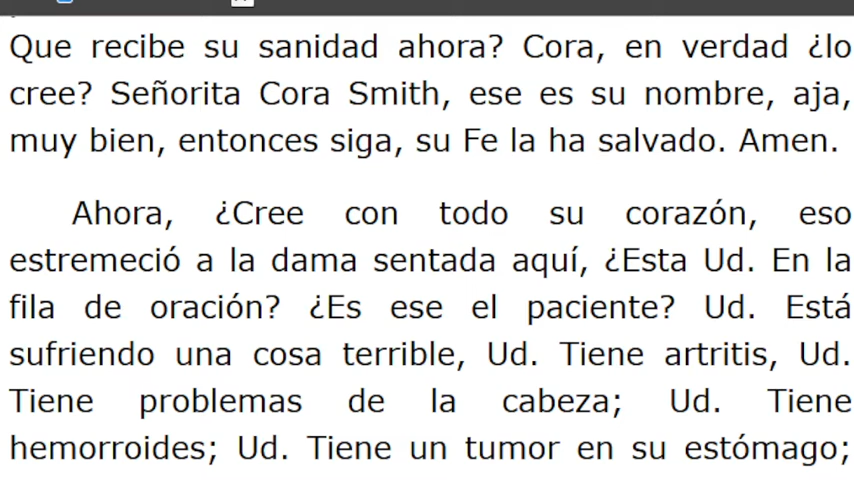 Que recibe su sanidad ahora? Cora, en verdad ¿lo
cree? Señorita Cora Smith, ese es su nombre, aja,
muy bien, entonces siga, su Fe la ha salvado. Amen.
Ahora, ¿Cree con todo su corazón, eso
estremeció a la dama sentada aquí, ¿Esta Ud. En la
fila de oración? ¿Es ese el paciente? Ud. Está
sufriendo una cosa terrible, Ud. Tiene artritis, Ud.
Tiene problemas de la cabeza; Ud. Tiene
hemorroides; Ud. Tiene un tumor en su estómago;